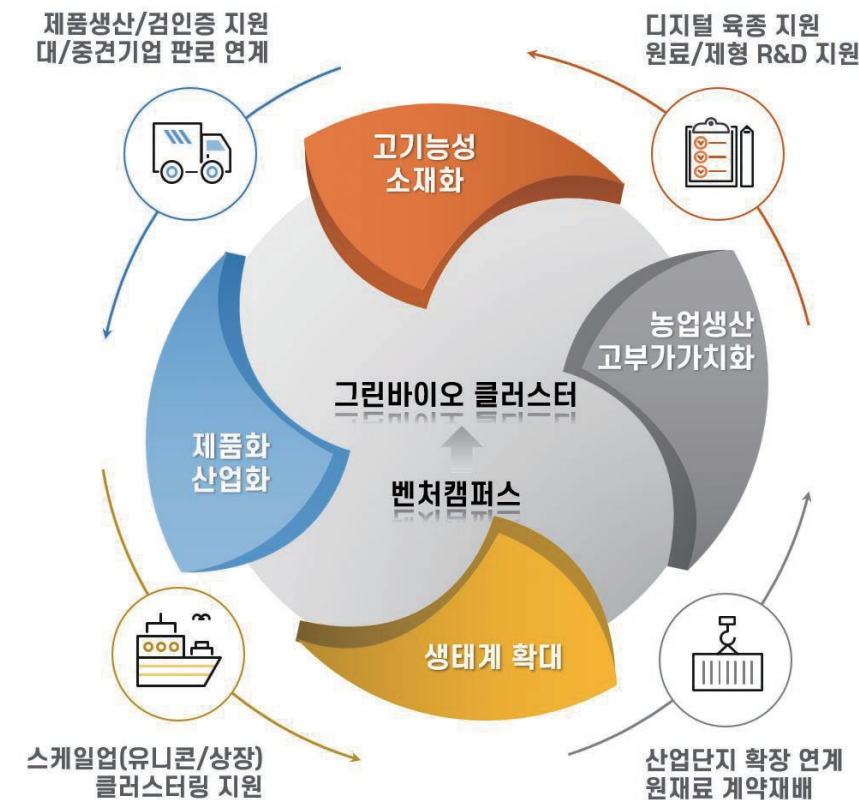 제품생산/검인증 지원
대/중견기업 판로 연계
디지털 육종 지원
원료/제형 R&D 지원
고기능성
소재화
농업생산
고부가가치화
그린바이오 클러스터
제품화
산업화
벤처캠퍼스
생태계 확대
스케일업(유니콘/상장)
클러스터링 지원
산업단지 확장 연계
원재료 계약재배